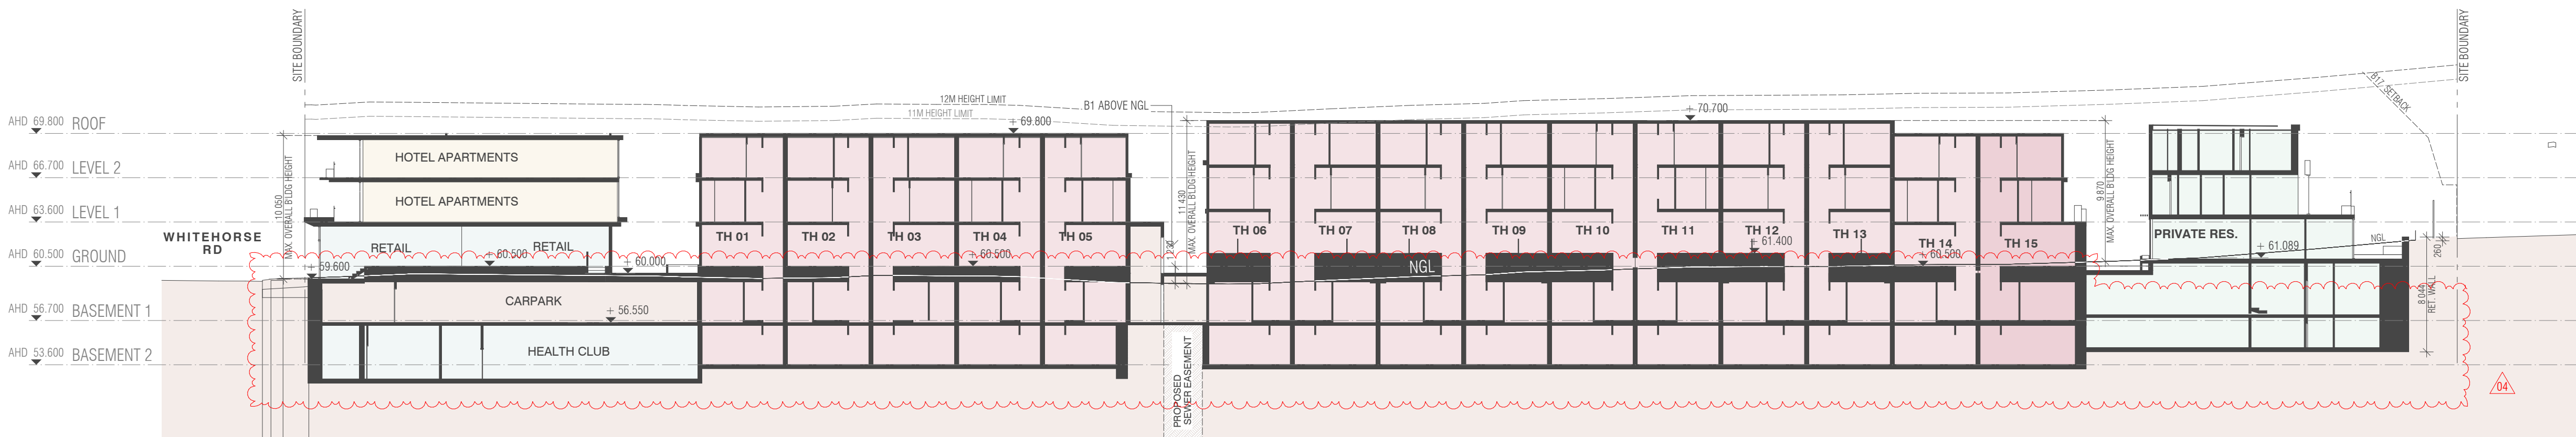 SITE BOUNDARY
SITE BOUNDARY
12M HEIGHT LIMIT
B1 ABOVE NGL
11M HEIGHT LIMIT
B17 SETBACK
AHD 69.800 ROOF
+ 69.800
+ 70.700
AHD 66.700 LEVEL 2
HOTEL APARTMENTS
AHD 63.600 LEVEL 1
HOTEL APARTMENTS
10 050
MAX. OVERALL BLDG HEIGHT
11 430
MAX. OVERALL BLDG HEIGHT
9 870
MAX. OVERALL BLDG HEIGHT
WHITEHORSE
RD
RETAIL
RETAIL
TH 01
TH 02
TH 03
TH 04
TH 05
TH 06
TH 07
TH 08
TH 09
TH 10
TH 11
TH 12
TH 13
TH 14
TH 15
PRIVATE RES.
NGL
AHD 60.500 GROUND
+ 59.600
+ 60.500
+ 60.000
+ 60.500
NGL
+ 61.400
+ 60.500
+ 61.089
260
AHD 56.700 BASEMENT 1
CARPARK
+ 56.550
8 044
RET. WALL
AHD 53.600 BASEMENT 2
HEALTH CLUB
PROPOSED
SEWER EASEMENT
04